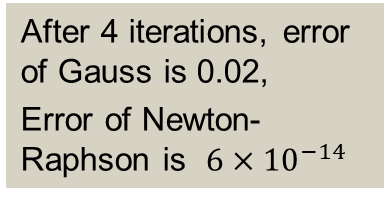 After 4 iterations, error
of Gauss is 0.02,
Error of Newton-
Raphson is 6 × 10⁻¹⁴